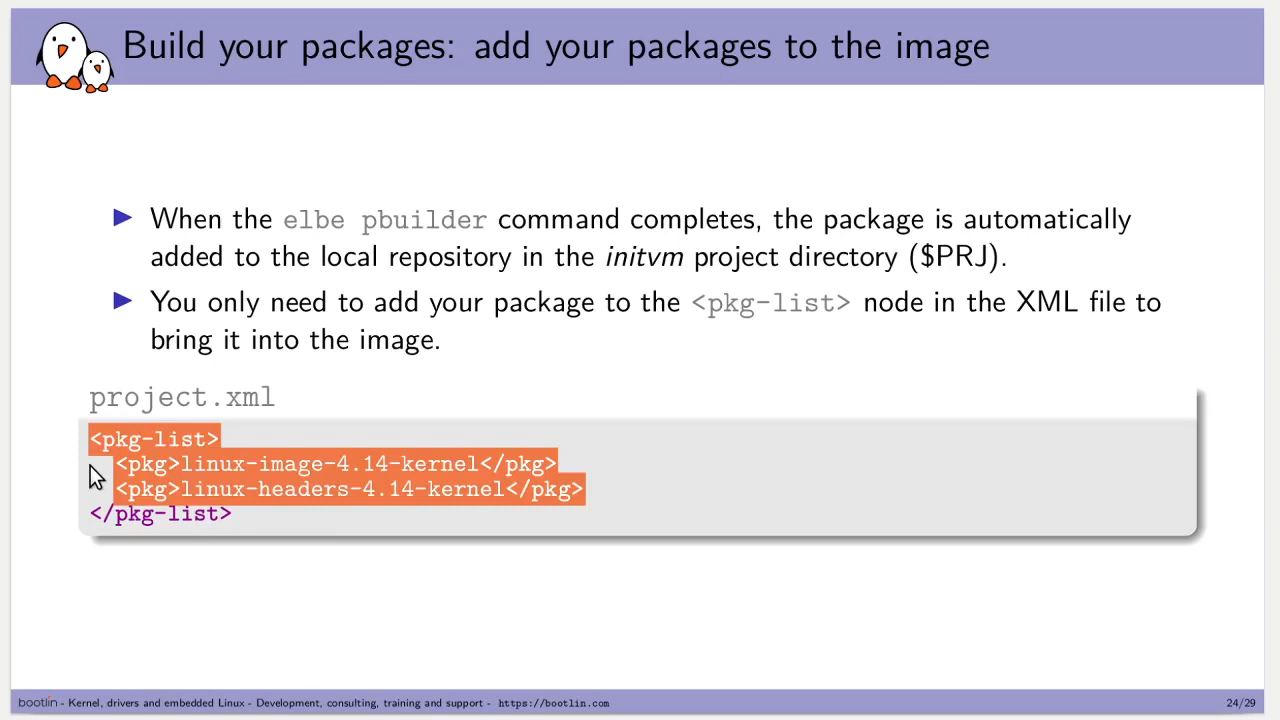 Build your packages: add your packages to the image
When the elbe pbuilder command completes, the package is automatically
added to the local repository in the initvm project directory ($PRJ).
You only need to add your package to the <pkg-list> node in the XML file to
bring it into the image.
project.xml
<pkg-list>
<pkg>linux-image-4.14-kernel</pkg>
<pkg>linux-headers-4.14-kernel</pkg>
</pkg-list>
bootlin - Kernel, drivers and embedded Linux - Development, consulting, training and support - https://bootlin.com
24/29